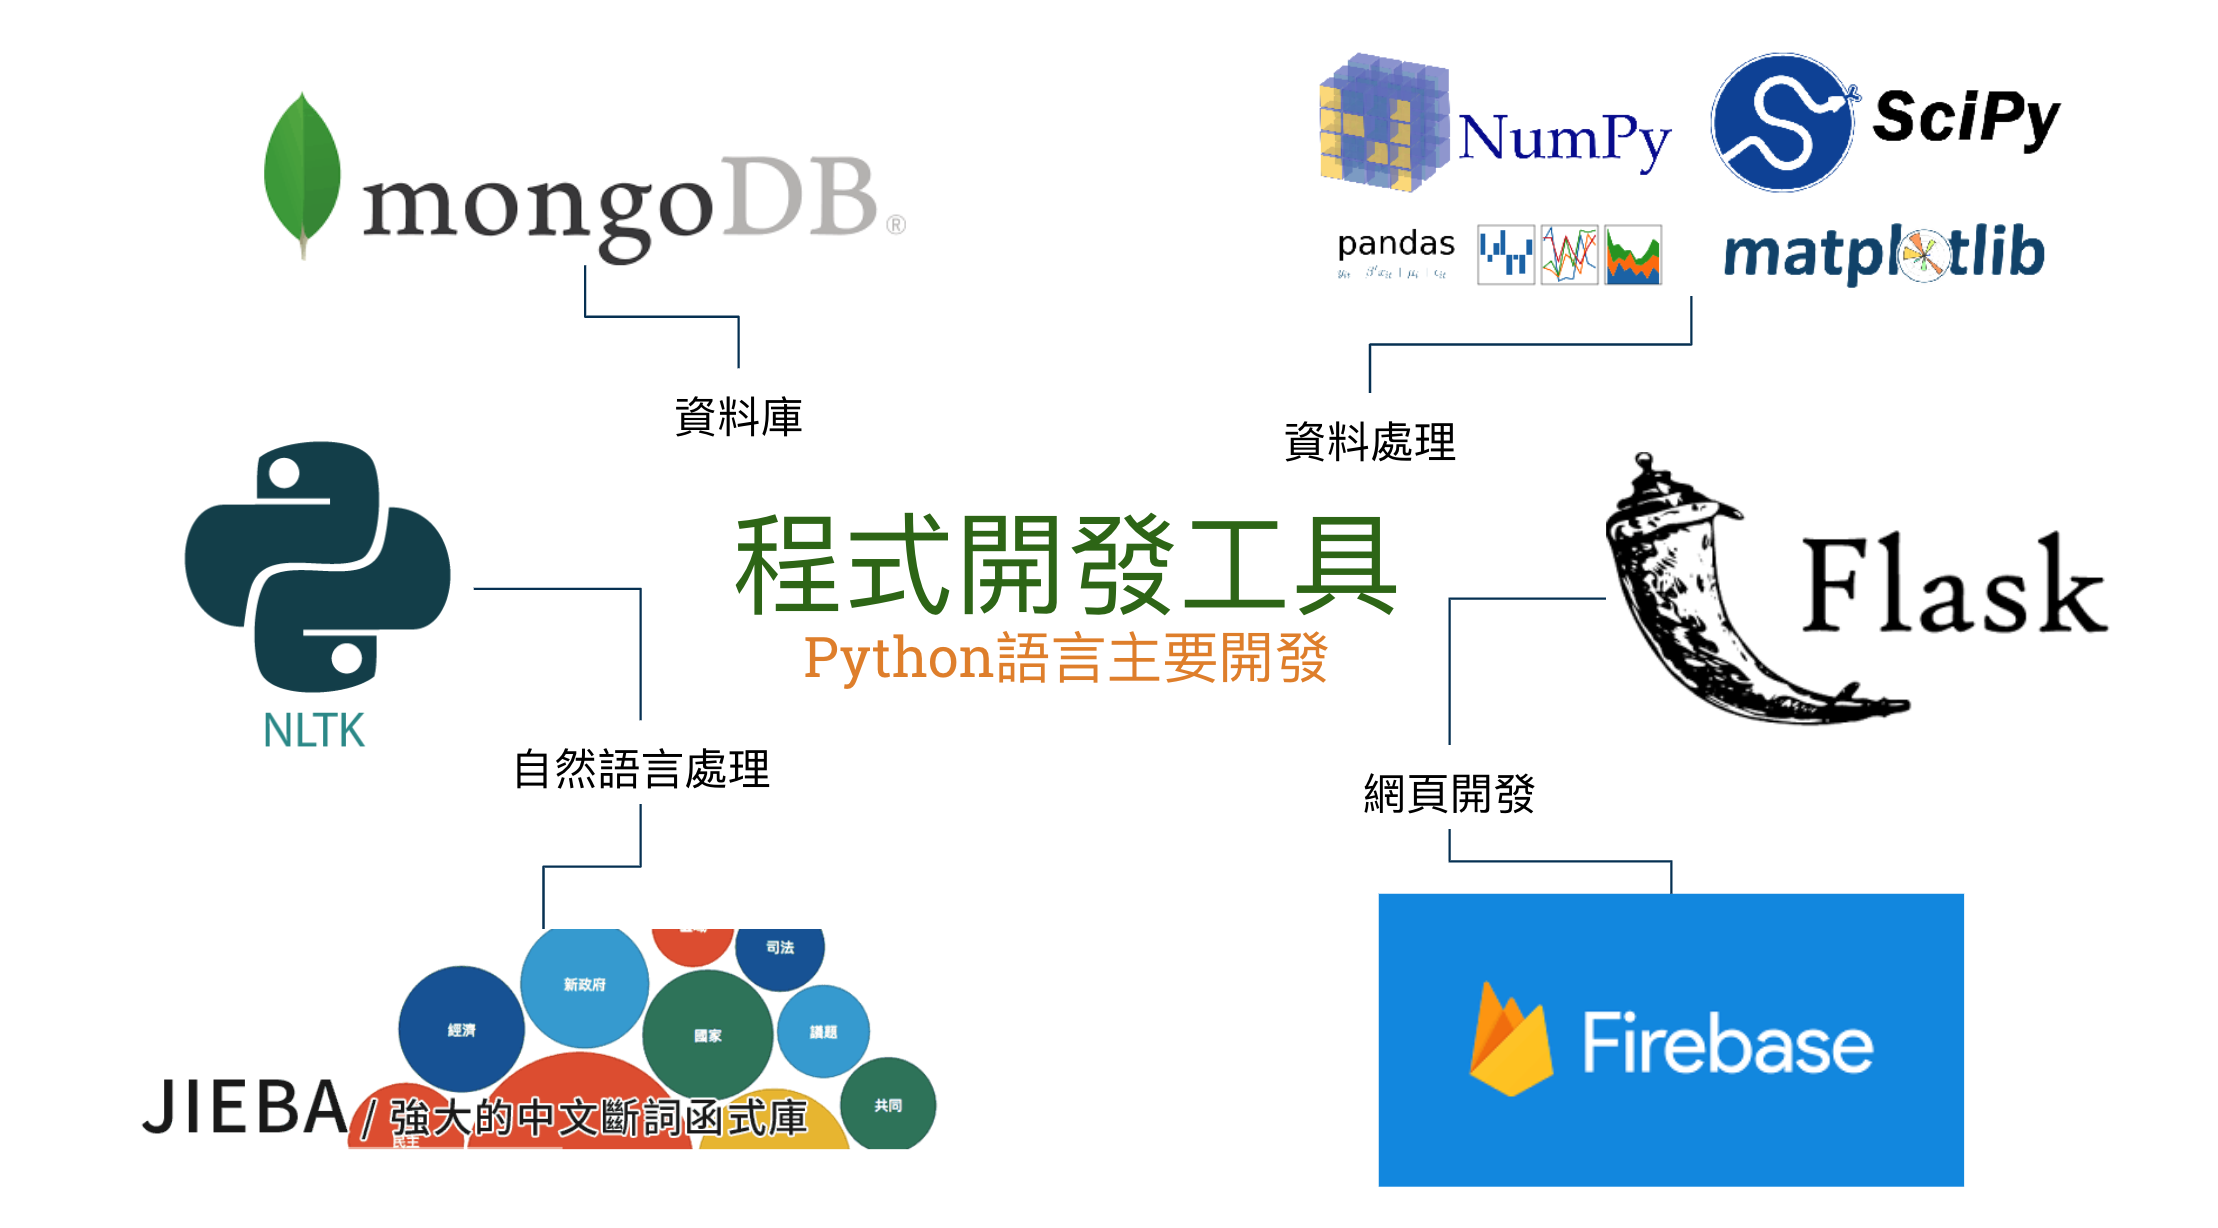 mongoDB®
NumPy
SciPy
pandas
matplotlib
資料庫
資料處理
程式開發工具
Python語言主要開發
NLTK
Flask
自然語言處理
網頁開發
司法
新政府
經濟
國家
議題
共同
JIEBA / 強大的中文斷詞函式庫
民主
Firebase